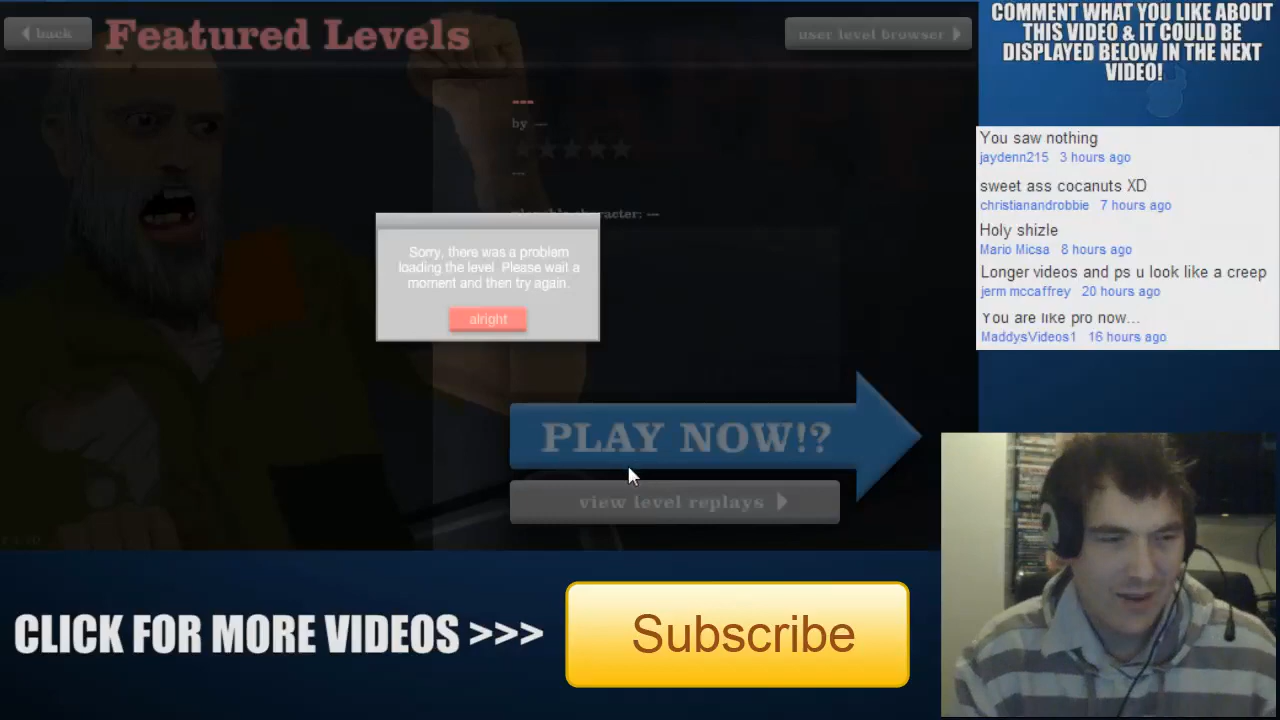 back
Featured Levels
user level browser
---
by ---
---
character: ---
Sorry, there was a problem
loading the level. Please wait a
moment and then try again.
alright
PLAY NOW!?
view level replays
CLICK FOR MORE VIDEOS >>>
Subscribe
COMMENT WHAT YOU LIKE ABOUT
THIS VIDEO & IT COULD BE
DISPLAYED BELOW IN THE NEXT
VIDEO!
You saw nothing
jaydenn215 3 hours ago
sweet ass cocanuts XD
christianandrobbie 7 hours ago
Holy shizle
Mario Micsa 8 hours ago
Longer videos and ps u look like a creep
jerm mccaffrey 20 hours ago
You are like pro now...
MaddysVideos1 16 hours ago